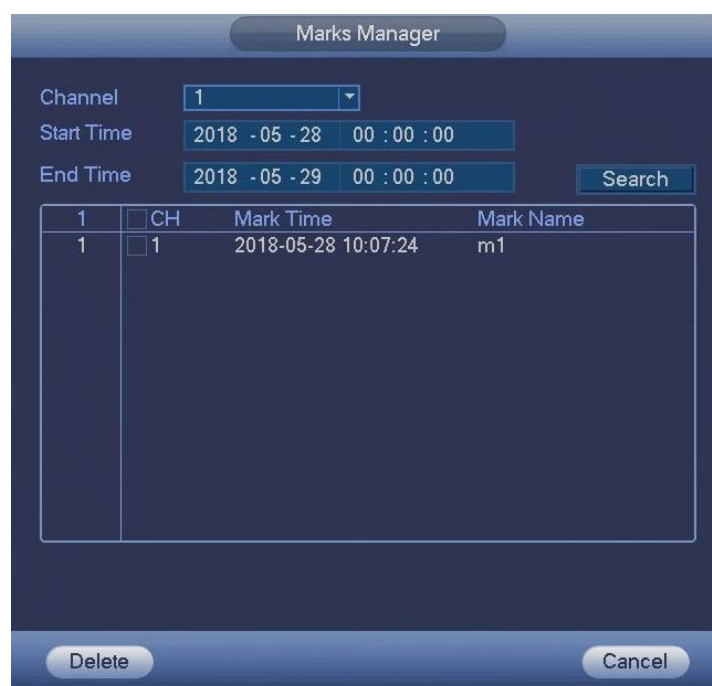 Marks Manager
Channel 1
Start Time 2018 -05 -28 00 :00 :00
End Time 2018 -05 -29 00 :00 :00 Search
1 CH Mark Time Mark Name
1 1 2018-05-28 10:07:24 m1
Delete Cancel